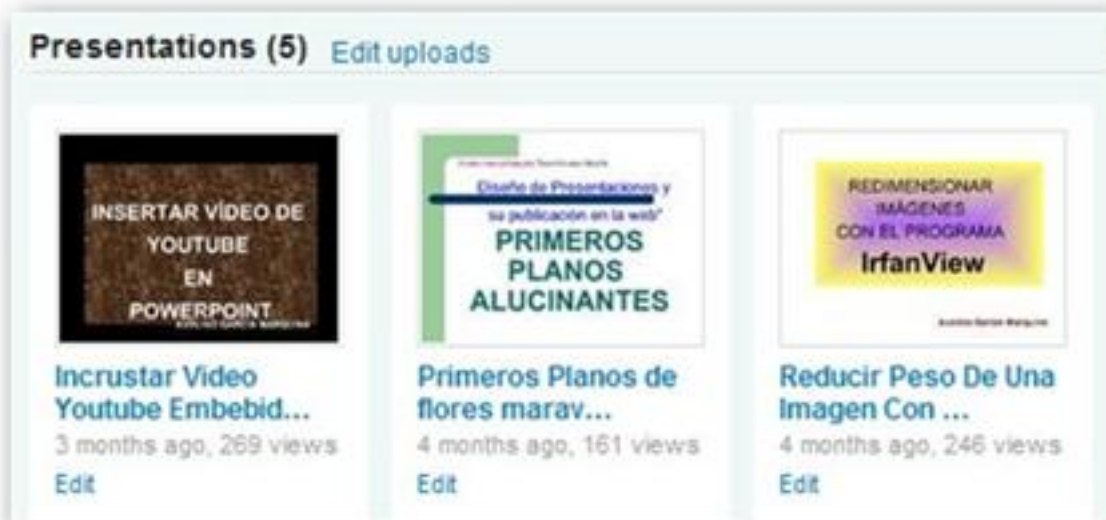 Presentations (5) Edit uploads
INSERTAR VÍDEO DE
YOUTUBE
EN
POWERPOINT
Incrustar Video
Youtube Embebid...
3 months ago, 269 views
Edit
Diseño de Presentaciones y
su publicación en la web"
PRIMEROS
PLANOS
ALUCINANTES
Primeros Planos de
flores marav...
4 months ago, 161 views
Edit
REDIMENSIONAR
IMÁGENES
CON EL PROGRAMA
IrfanView
Reducir Peso De Una
Imagen Con ...
4 months ago, 246 views
Edit